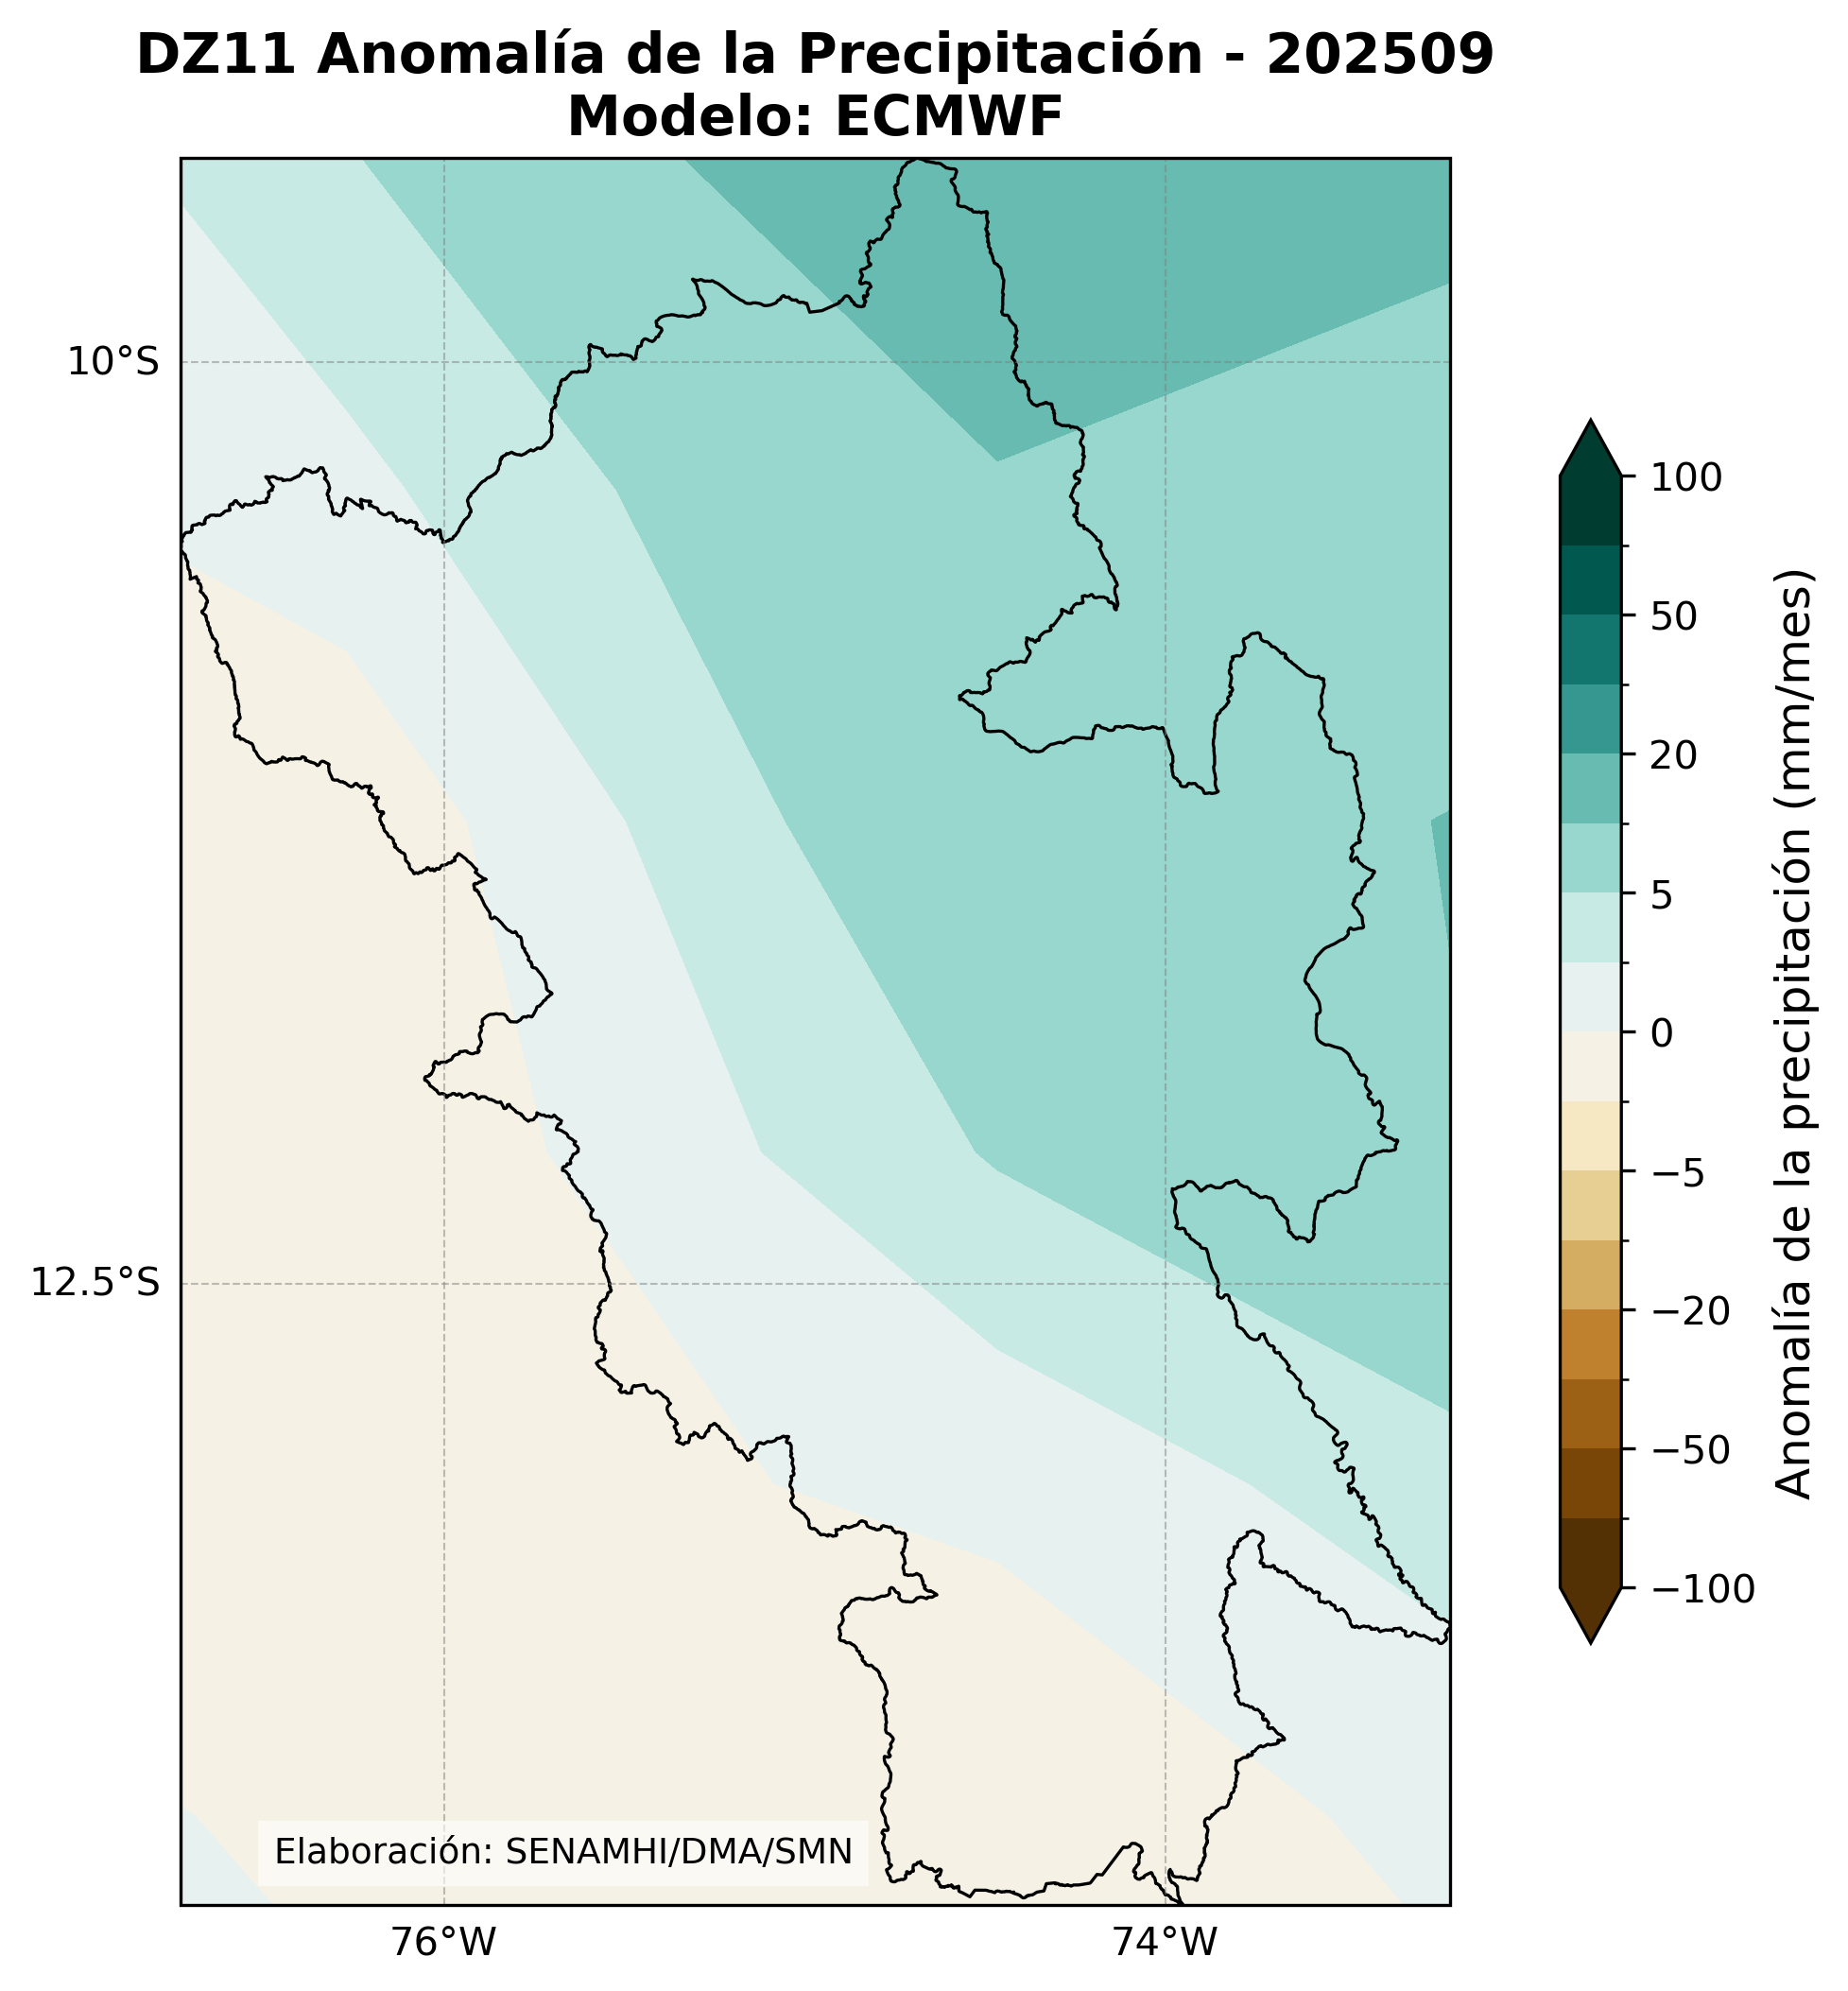 DZ11 Anomalía de la Precipitación - 202509
Modelo: ECMWF
10°S
12.5°S
76°W
74°W
Elaboración: SENAMHI/DMA/SMN
100
50
20
5
0
−5
−20
−50
−100
Anomalía de la precipitación (mm/mes)